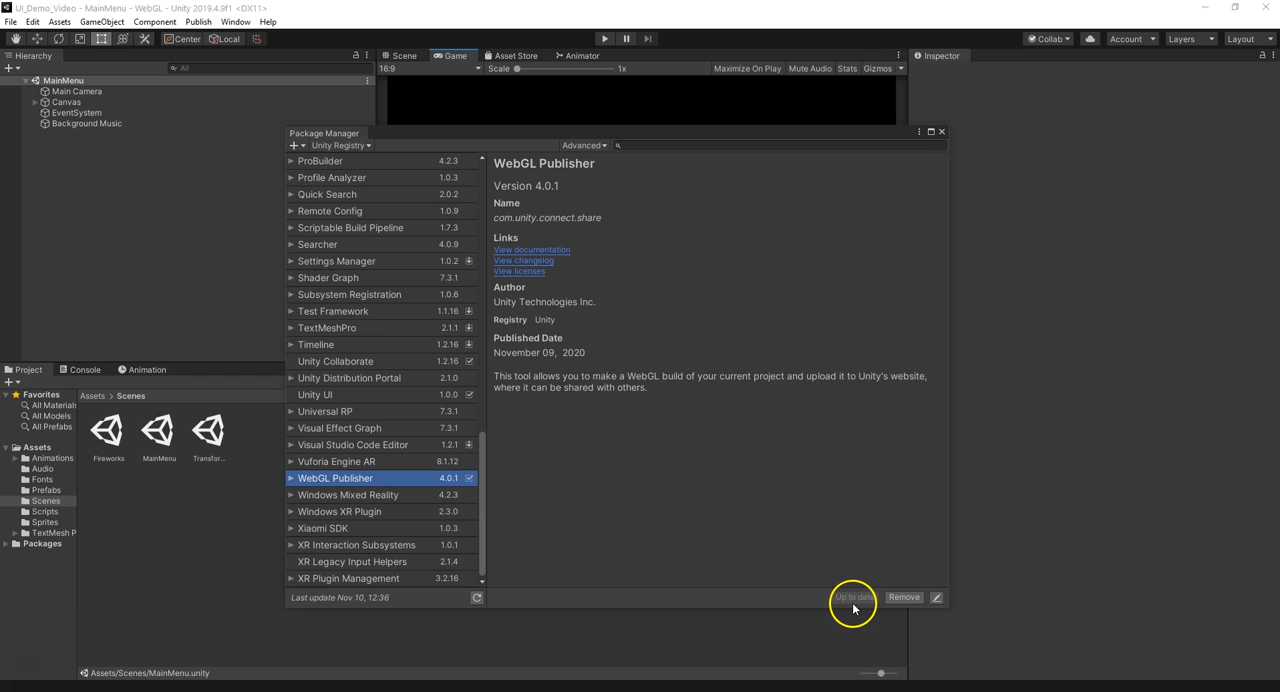 UI_Demo_Video - MainMenu - WebGL - Unity 2019.4.9f1 <DX11>
File Edit Assets GameObject Component Publish Window Help
Center Local Collab Account Layers Layout
Hierarchy Scene Game Asset Store Animator Inspector
All 16:9 Scale 1x Maximize On Play Mute Audio Stats Gizmos
MainMenu
Main Camera
Canvas
EventSystem
Background Music
Package Manager
Unity Registry Advanced
ProBuilder 4.2.3
Profile Analyzer 1.0.3
Quick Search 2.0.2
Remote Config 1.0.9
Scriptable Build Pipeline 1.7.3
Searcher 4.0.9
Settings Manager 1.0.2
Shader Graph 7.3.1
Subsystem Registration 1.0.6
Test Framework 1.1.16
TextMeshPro 2.1.1
Timeline 1.2.16
Unity Collaborate 1.2.16
Unity Distribution Portal 2.1.0
Unity UI 1.0.0
Universal RP 7.3.1
Visual Effect Graph 7.3.1
Visual Studio Code Editor 1.2.1
Vuforia Engine AR 8.1.12
WebGL Publisher 4.0.1
Windows Mixed Reality 4.2.3
Windows XR Plugin 2.3.0
Xiaomi SDK 1.0.3
XR Interaction Subsystems 1.0.1
XR Legacy Input Helpers 2.1.4
XR Plugin Management 3.2.16
Last update Nov 10, 12:36
WebGL Publisher
Version 4.0.1
Name
com.unity.connect.share
Links
View documentation
View changelog
View licenses
Author
Unity Technologies Inc.
Registry Unity
Published Date
November 09, 2020
This tool allows you to make a WebGL build of your current project and upload it to Unity's website,
where it can be shared with others.
Up to date Remove
Project Console Animation
Favorites
All Materials
All Models
All Prefabs
Assets
Animations
Audio
Fonts
Prefabs
Scenes
Scripts
Sprites
TextMesh P
Packages
Assets > Scenes
Fireworks MainMenu Transfor...
Assets/Scenes/MainMenu.unity